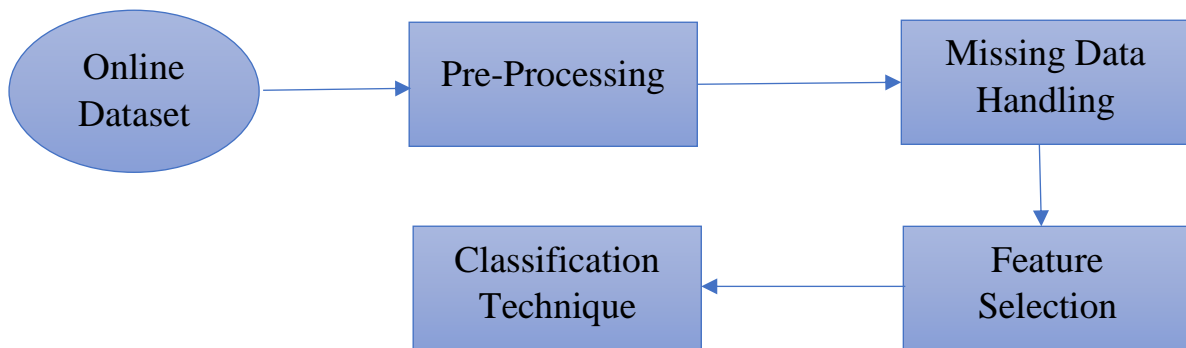 Online
Dataset
Pre-Processing
Missing Data
Handling
Feature
Selection
Classification
Technique